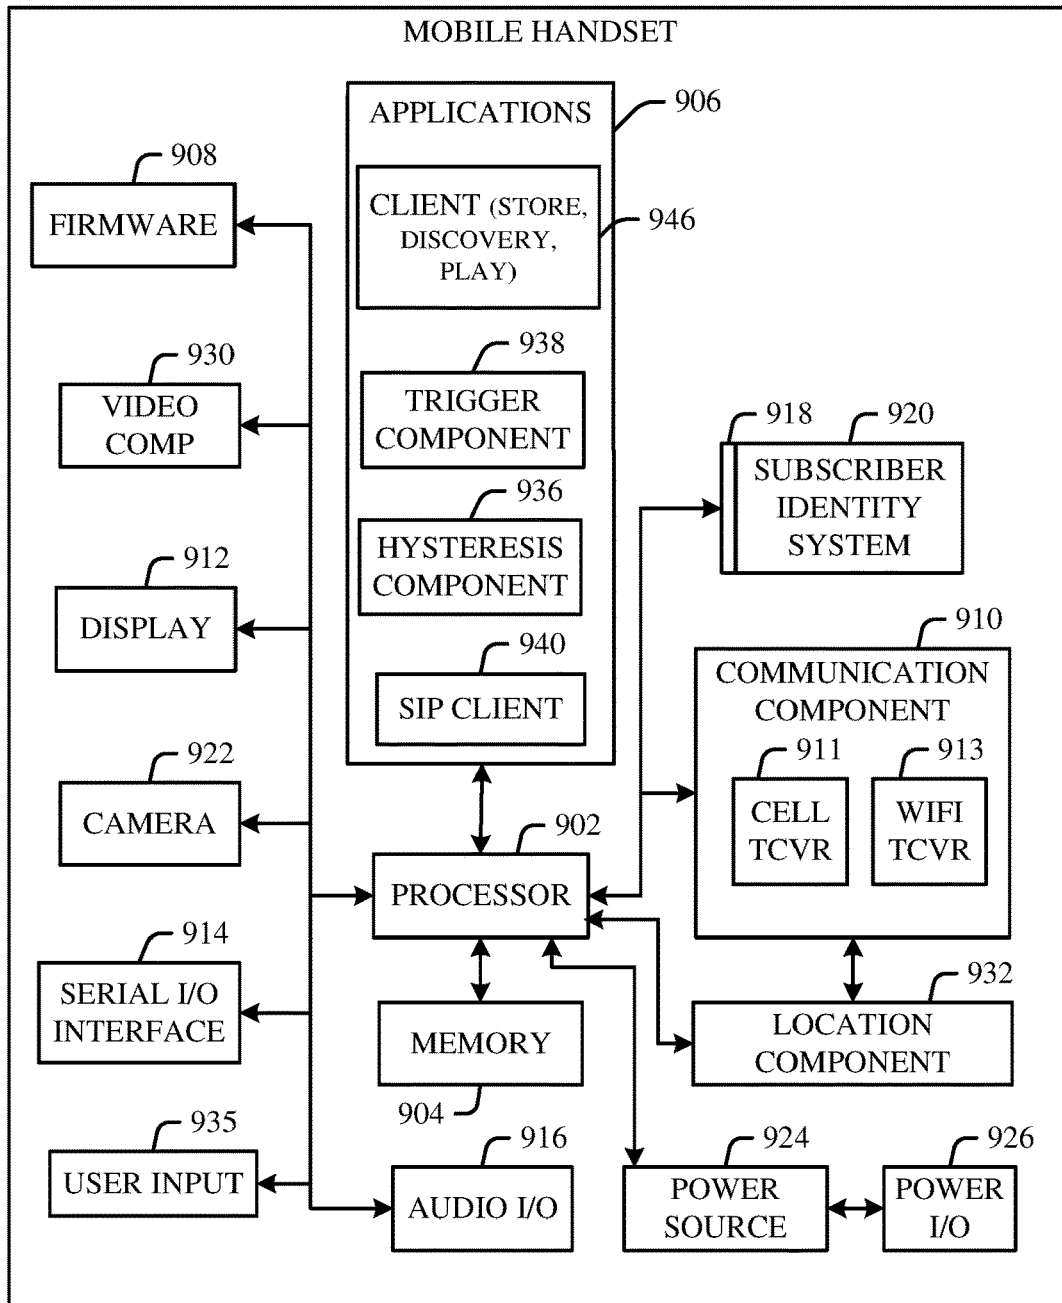 MOBILE HANDSET
APPLICATIONS
906
CLIENT (STORE,
DISCOVERY,
PLAY)
946
938
TRIGGER
COMPONENT
936
HYSTERESIS
COMPONENT
940
SIP CLIENT
908
FIRMWARE
930
VIDEO
COMP
912
DISPLAY
922
CAMERA
914
SERIAL I/O
INTERFACE
935
USER INPUT
902
PROCESSOR
MEMORY
904
916
AUDIO I/O
918
920
SUBSCRIBER
IDENTITY
SYSTEM
910
COMMUNICATION
COMPONENT
911
CELL
TCVR
913
WIFI
TCVR
932
LOCATION
COMPONENT
924
POWER
SOURCE
926
POWER
I/O